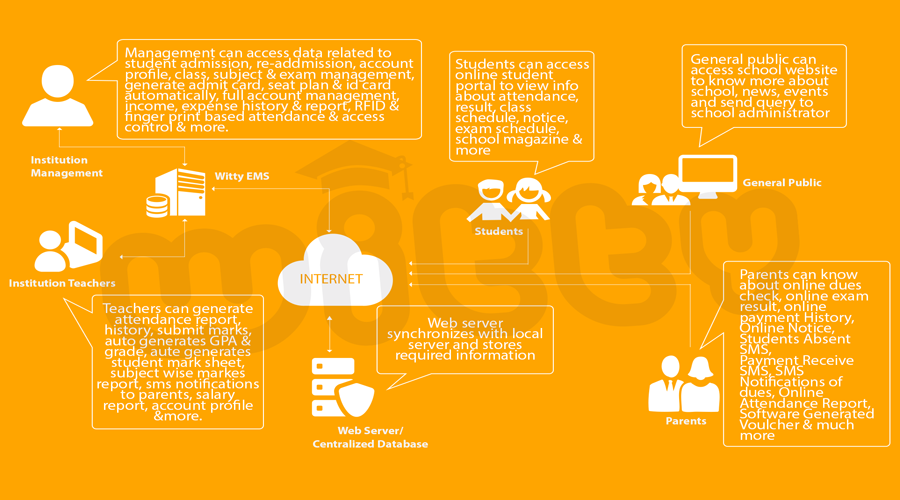 Management can access data related to
student admission, re-addmission, account
profile, class, subject & exam management,
generate admit card, seat plan & id card
automatically, full account management,
income, expense history & report, RFID &
finger print based attendance & access
control & more.
Institution
Management
Witty EMS
Students can access
online student
portal to view info
about attendance,
result, class
schedule, notice,
exam schedule,
school magazine &
more
Students
General public can
access school website
to know more about
school, news, events
and send query to
school administrator
General Public
Institution Teachers
Teachers can generate
attendance report,
history, submit marks,
auto generates GPA &
grade, aute generates
student mark sheet,
subject wise markes
report, sms notifications
to parents, salary
report, account profile
&more.
INTERNET
Web server
synchronizes with local
server and stores
required information
Web Server/
Centralized Database
Parents can know
about online dues
check, online exam
result, online
payment History,
Online Notice,
Students Absent
SMS,
Payment Receive
SMS, SMS
Notifications of
dues, Online
Attendance Report,
Software Generated
Voulcher & much
more
Parents